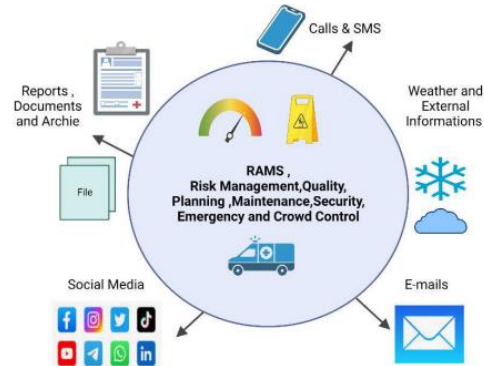 Calls & SMS
Reports ,
Documents
and Archie
Weather and
External
Informations
File
RAMS ,
Risk Management,Quality,
Planning ,Maintenance,Security,
Emergency and Crowd Control
Social Media
E-mails